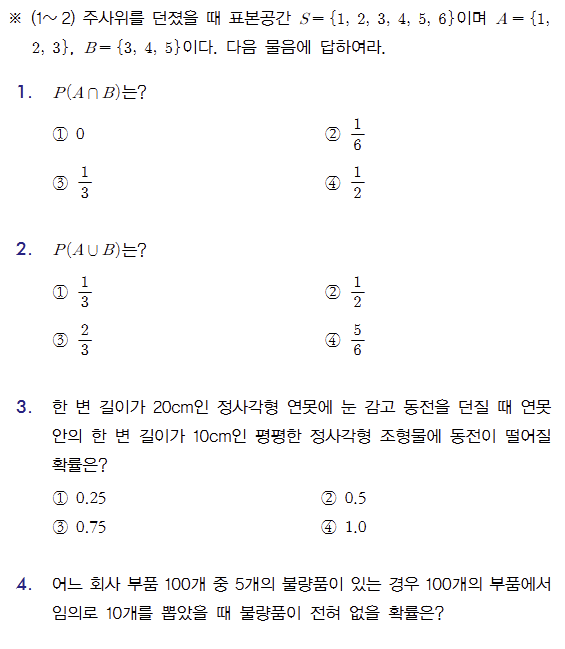 ※ (1～2) 주사위를 던졌을 때 표본공간 S = {1, 2, 3, 4, 5, 6}이며 A = {1,
2, 3}, B = {3, 4, 5}이다. 다음 물음에 답하여라.
1. P(A∩B)는?
① 0 ② 1/6
③ 1/3 ④ 1/2
2. P(A∪B)는?
① 1/3 ② 1/2
③ 2/3 ④ 5/6
3. 한 변 길이가 20cm인 정사각형 연못에 눈 감고 동전을 던질 때 연못
안의 한 변 길이가 10cm인 평평한 정사각형 조형물에 동전이 떨어질
확률은?
① 0.25 ② 0.5
③ 0.75 ④ 1.0
4. 어느 회사 부품 100개 중 5개의 불량품이 있는 경우 100개의 부품에서
임의로 10개를 뽑았을 때 불량품이 전혀 없을 확률은?